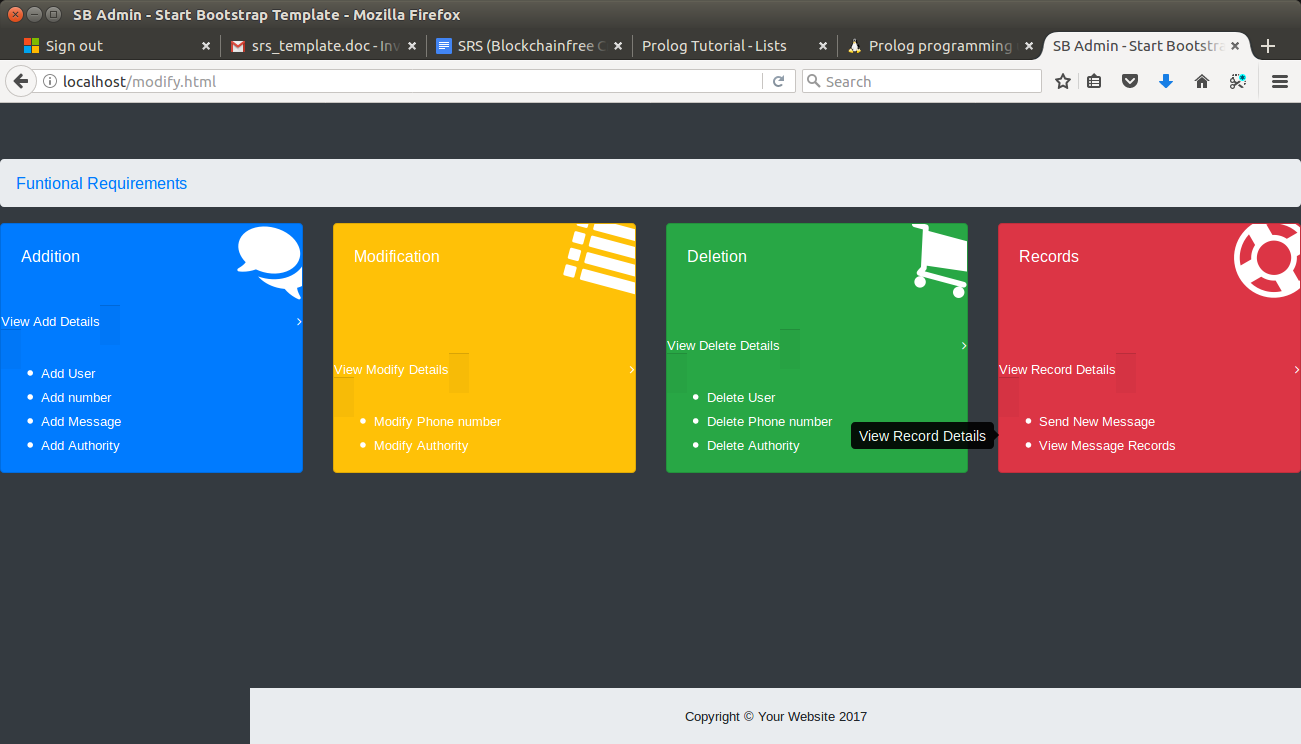 SB Admin - Start Bootstrap Template - Mozilla Firefox
Sign out
srs_template.doc - Inv
SRS (Blockchainfree C
Prolog Tutorial - Lists
Prolog programming
SB Admin - Start Bootstra
localhost/modify.html
Search
Funtional Requirements
Addition
View Add Details
Add User
Add number
Add Message
Add Authority
Modification
View Modify Details
Modify Phone number
Modify Authority
Deletion
View Delete Details
Delete User
Delete Phone number
Delete Authority
View Record Details
Records
View Record Details
Send New Message
View Message Records
Copyright © Your Website 2017